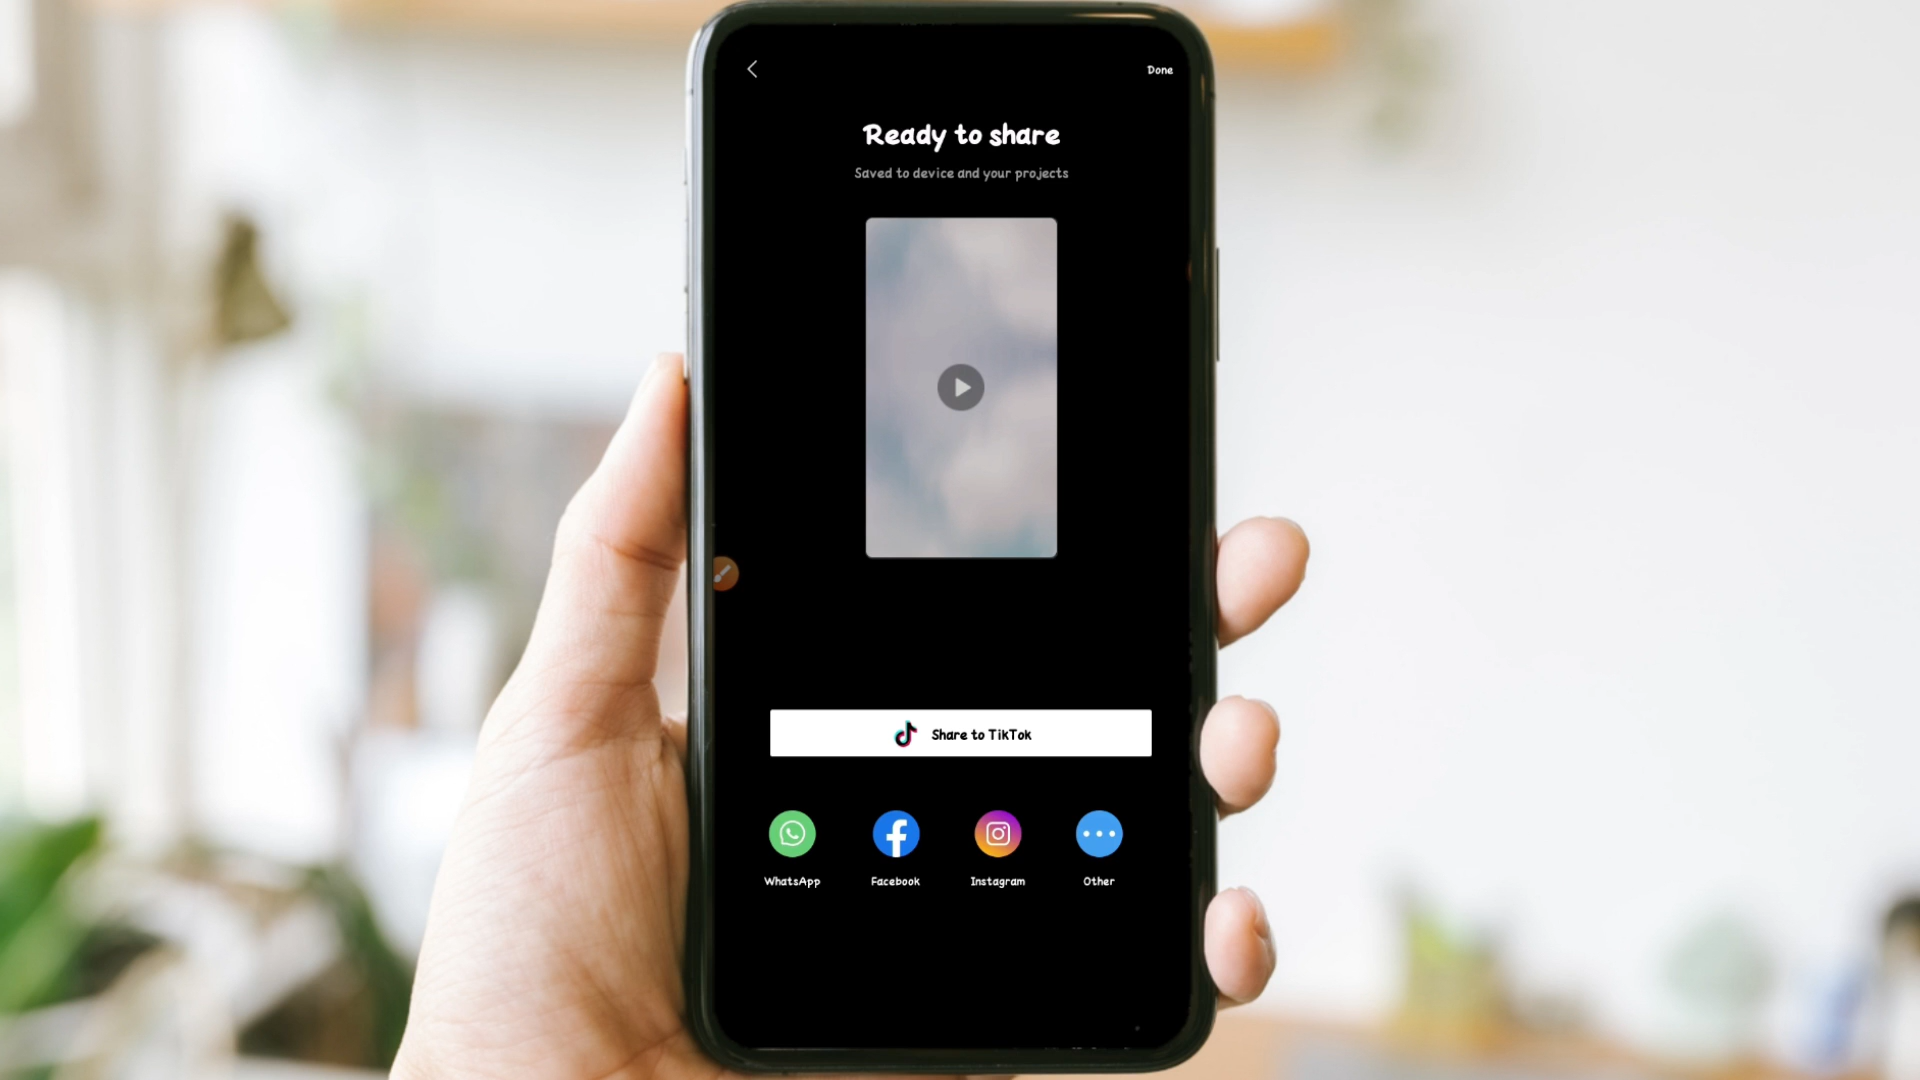 Done
Ready to share
Saved to device and your projects
Share to TikTok
WhatsApp
Facebook
Instagram
Other